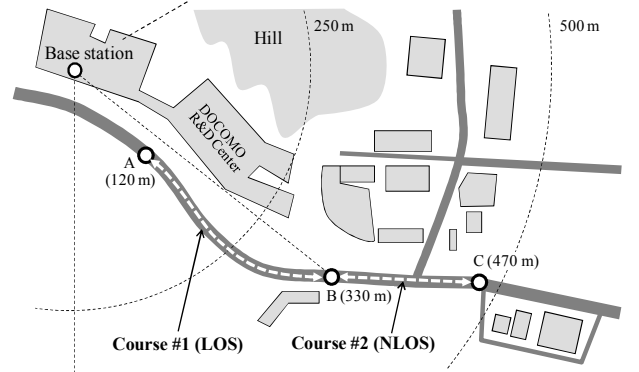 250 m
500 m
Hill
Base station
DOCOMO
R&D Center
A
(120 m)
C (470 m)
B (330 m)
Course #1 (LOS)
Course #2 (NLOS)